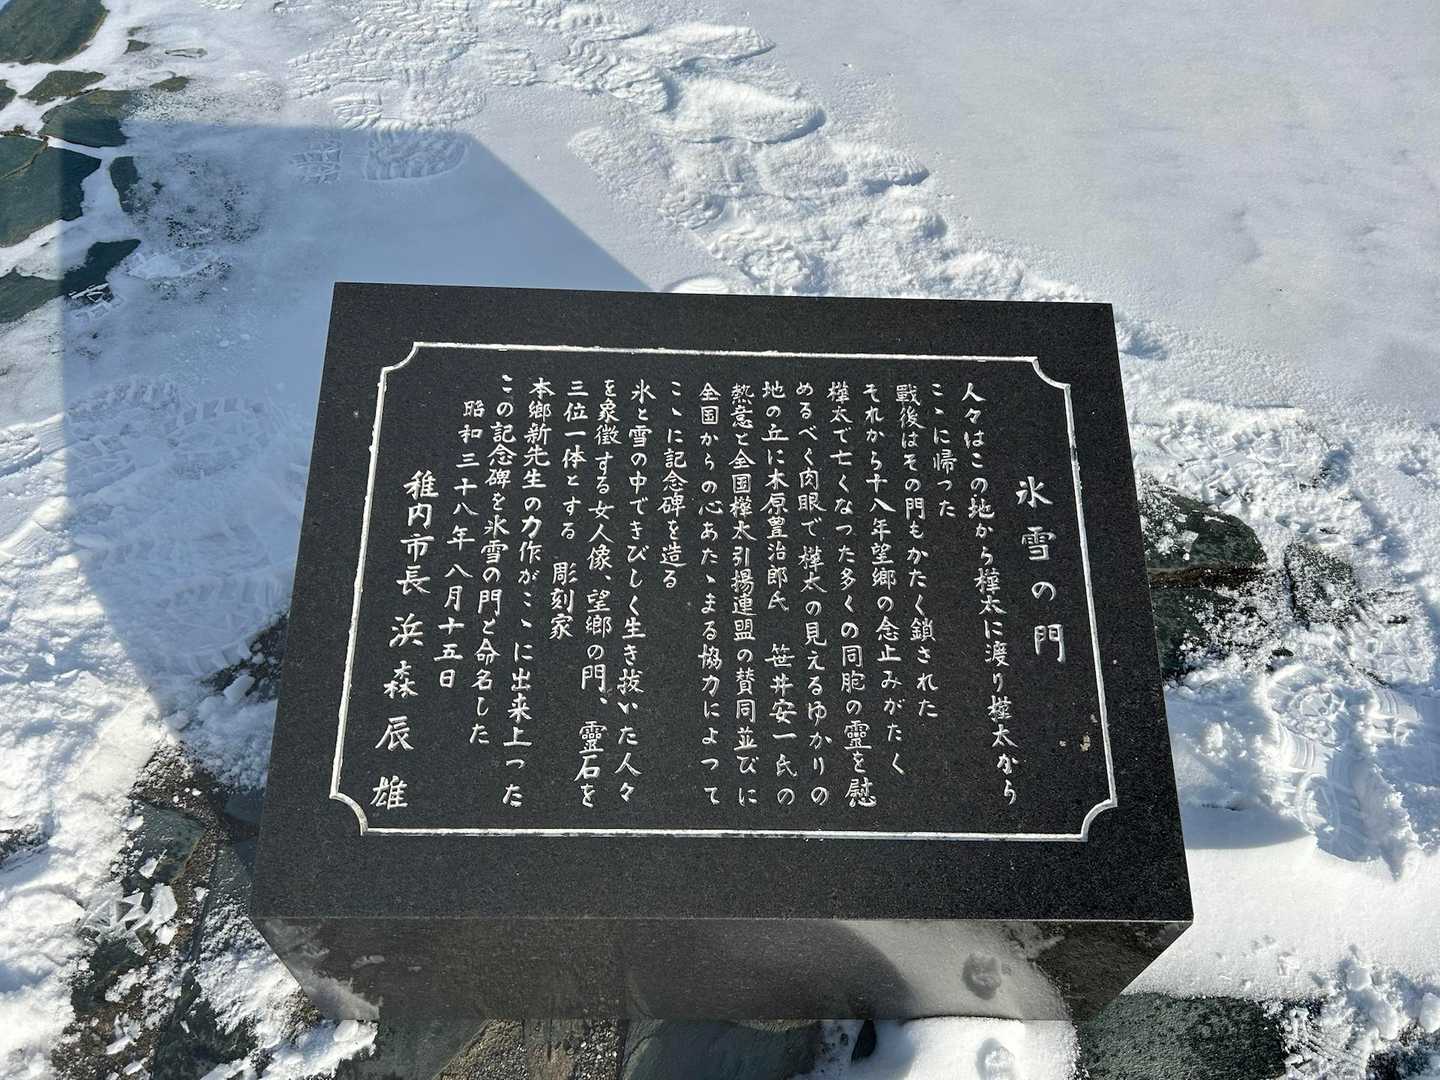 氷雪の門
人々はこの地から樺太に渡り樺太から
こゝに帰った
戰後はその門もかたく鎖された
それから十八年望郷の念止みがたく
樺太で亡くなった多くの同胞の靈を慰
めるべく肉眼で樺太の見えるゆかりの
地の丘に木原豊治郎氏　笹井安一氏の
熱意と全国樺太引揚連盟の賛同並びに
全国からの心あたゝまる協力によって
こゝに記念碑を造る
氷と雪の中できびしく生き抜いた人々
を象徴する女人像、望郷の門、靈石を
三位一体とする　彫刻家
本郷新先生の力作がこゝに出来上った
この記念碑を氷雪の門と命名した
昭和三十八年八月十五日
稚内市長　浜森辰雄